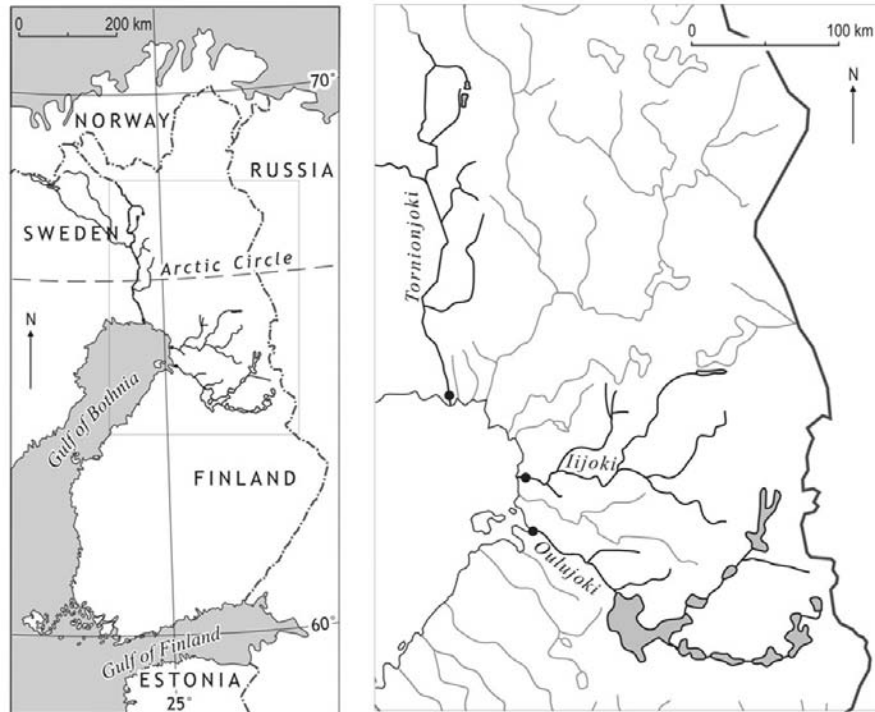 0 200 km
70°
NORWAY
RUSSIA
SWEDEN
Arctic Circle
N
Gulf of Bothnia
FINLAND
60°
Gulf of Finland
ESTONIA
25°
0 100 km
N
Tornionjoki
Iijoki
Oulujoki